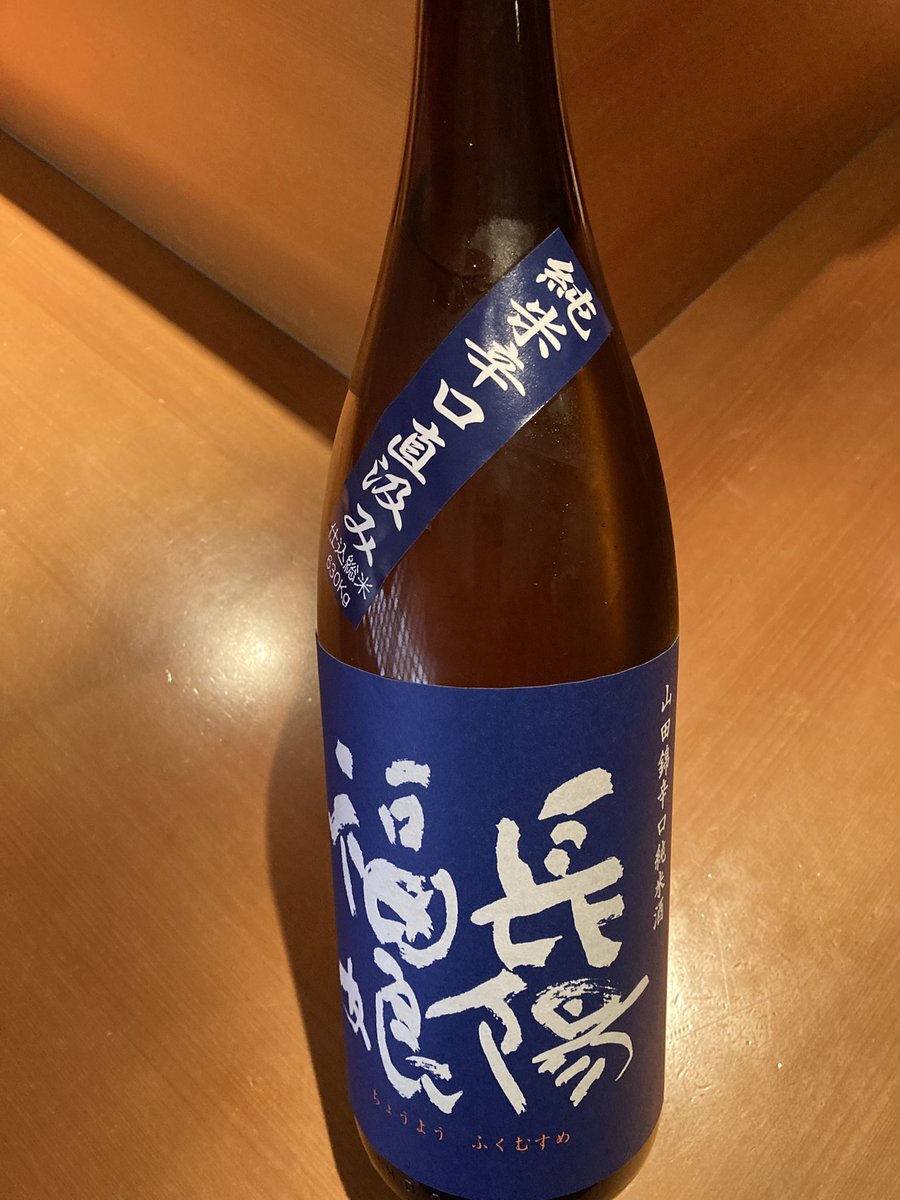 純米辛口直汲み
仕込総米
630Kg
山田錦辛口純米酒
長陽
福娘
ちょうよう ふくむすめ